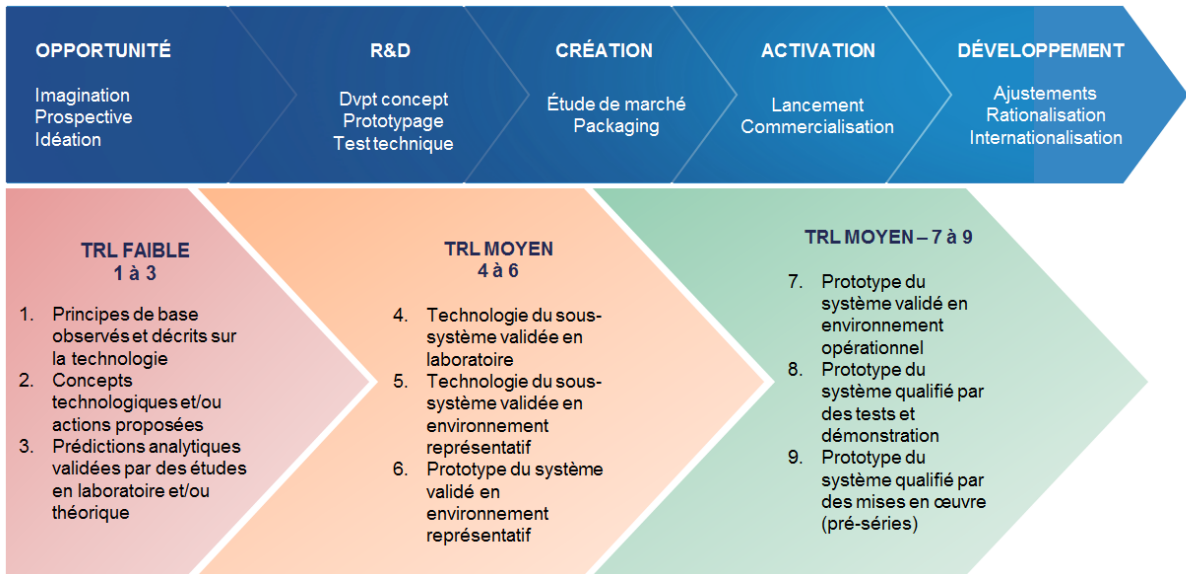 OPPORTUNITÉ
Imagination
Prospective
Idéation
R&D
Dvpt concept
Prototypage
Test technique
CRÉATION
Étude de marché
Packaging
ACTIVATION
Lancement
Commercialisation
DÉVELOPPEMENT
Ajustements
Rationalisation
Internationalisation
TRL FAIBLE
1 à 3
1. Principes de base
observés et décrits sur
la technologie
2. Concepts
technologiques et/ou
actions proposées
3. Prédictions analytiques
validées par des études
en laboratoire et/ou
théorique
TRL MOYEN
4 à 6
4. Technologie du sous-
système validée en
laboratoire
5. Technologie du sous-
système validée en
environnement
représentatif
6. Prototype du système
validé en
environnement
représentatif
TRL MOYEN – 7 à 9
7. Prototype du
système validé en
environnement
opérationnel
8. Prototype du
système qualifié par
des tests et
démonstration
9. Prototype du
système qualifié par
des mises en œuvre
(pré-séries)